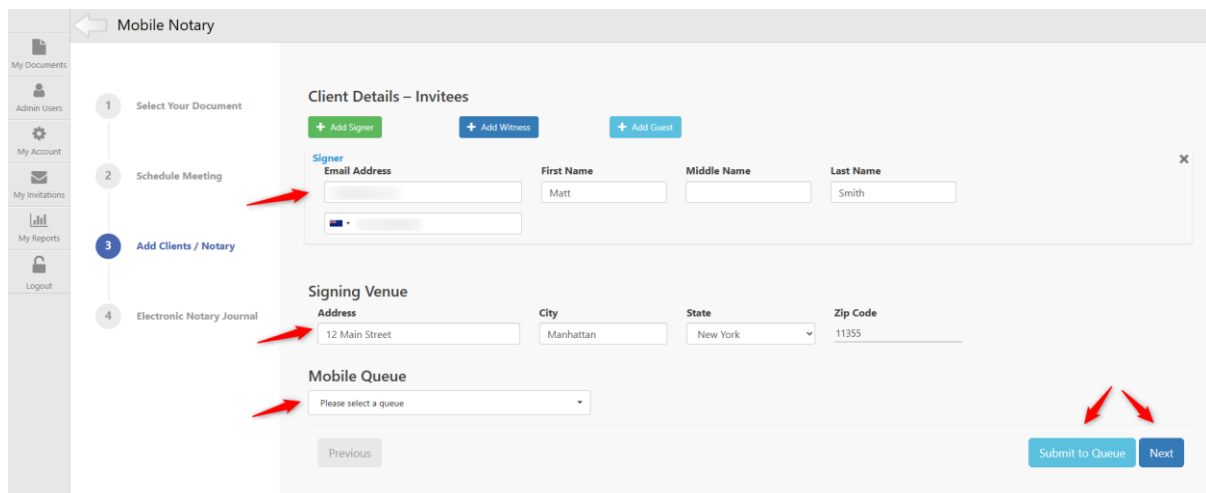 Mobile Notary
My Documents
Admin Users
My Account
My Invitations
My Reports
Logout
1 Select Your Document
2 Schedule Meeting
3 Add Clients / Notary
4 Electronic Notary Journal
Client Details – Invitees
+ Add Signer + Add Witness + Add Guest
Signer
Email Address First Name Middle Name Last Name
Matt Smith
Signing Venue
Address City State Zip Code
12 Main Street Manhattan New York 11355
Mobile Queue
Please select a queue
Previous Submit to Queue Next